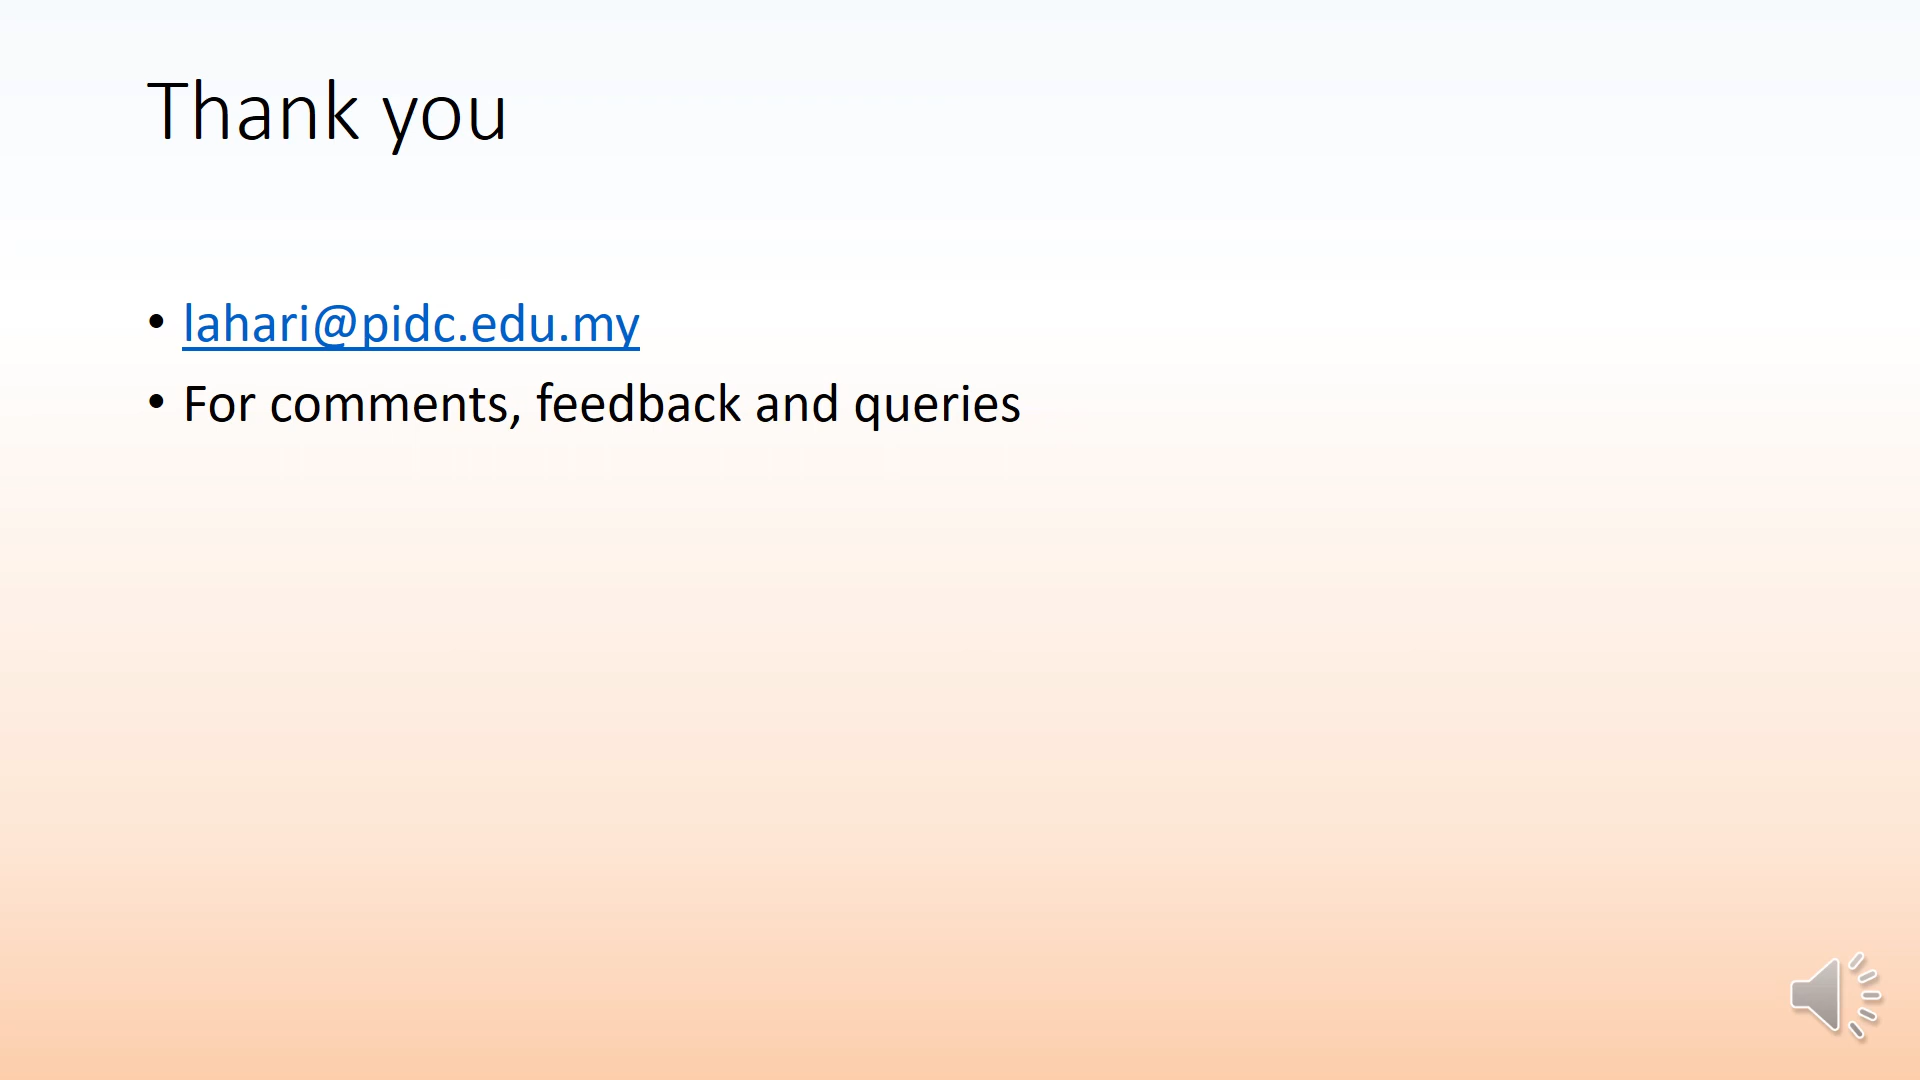 Thank you
• lahari@pidc.edu.my
• For comments, feedback and queries